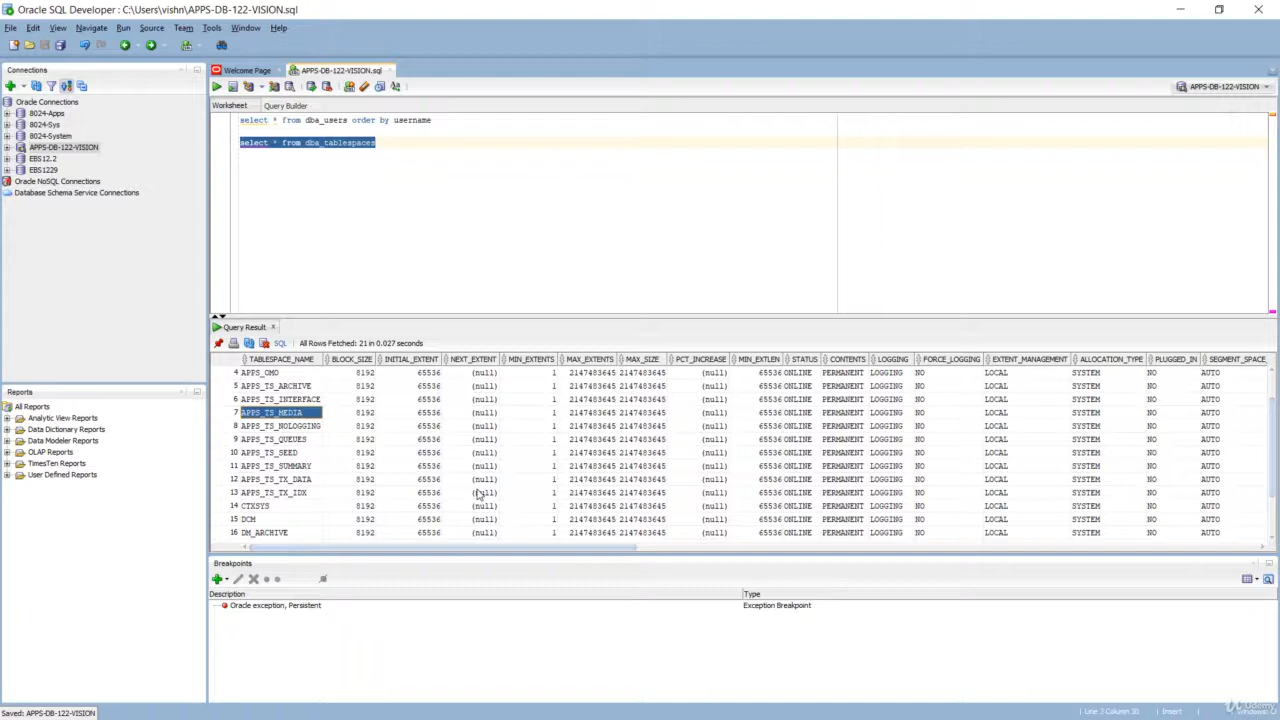 Oracle SQL Developer : C:\Users\vishn\APPS-DB-122-VISION.sql
File Edit View Navigate Run Source Team Tools Window Help
Connections
Oracle Connections
8024-Apps
8024-Sys
8024-System
APPS-DB-122-VISION
EBS12.2
EBS1229
Oracle NoSQL Connections
Database Schema Service Connections
Reports
All Reports
Analytic View Reports
Data Dictionary Reports
Data Modeler Reports
OLAP Reports
TimesTen Reports
User Defined Reports
Welcome Page APPS-DB-122-VISION.sql
APPS-DB-122-VISION
Worksheet Query Builder
select * from dba_users order by username
select * from dba_tablespaces
Query Result
SQL All Rows Fetched: 21 in 0.027 seconds
TABLESPACE_NAME BLOCK_SIZE INITIAL_EXTENT NEXT_EXTENT MIN_EXTENTS MAX_EXTENTS MAX_SIZE PCT_INCREASE MIN_EXTLEN STATUS CONTENTS LOGGING FORCE_LOGGING EXTENT_MANAGEMENT ALLOCATION_TYPE PLUGGED_IN SEGMENT_SPACE_
4 APPS_OMO 8192 65536 (null) 1 2147483645 2147483645 (null) 65536 ONLINE PERMANENT LOGGING NO LOCAL SYSTEM NO AUTO
5 APPS_TS_ARCHIVE 8192 65536 (null) 1 2147483645 2147483645 (null) 65536 ONLINE PERMANENT LOGGING NO LOCAL SYSTEM NO AUTO
6 APPS_TS_INTERFACE 8192 65536 (null) 1 2147483645 2147483645 (null) 65536 ONLINE PERMANENT LOGGING NO LOCAL SYSTEM NO AUTO
7 APPS_TS_MEDIA 8192 65536 (null) 1 2147483645 2147483645 (null) 65536 ONLINE PERMANENT LOGGING NO LOCAL SYSTEM NO AUTO
8 APPS_TS_NOLOGGING 8192 65536 (null) 1 2147483645 2147483645 (null) 65536 ONLINE PERMANENT LOGGING NO LOCAL SYSTEM NO AUTO
9 APPS_TS_QUEUES 8192 65536 (null) 1 2147483645 2147483645 (null) 65536 ONLINE PERMANENT LOGGING NO LOCAL SYSTEM NO AUTO
10 APPS_TS_SEED 8192 65536 (null) 1 2147483645 2147483645 (null) 65536 ONLINE PERMANENT LOGGING NO LOCAL SYSTEM NO AUTO
11 APPS_TS_SUMMARY 8192 65536 (null) 1 2147483645 2147483645 (null) 65536 ONLINE PERMANENT LOGGING NO LOCAL SYSTEM NO AUTO
12 APPS_TS_TX_DATA 8192 65536 (null) 1 2147483645 2147483645 (null) 65536 ONLINE PERMANENT LOGGING NO LOCAL SYSTEM NO AUTO
13 APPS_TS_TX_IDX 8192 65536 (null) 1 2147483645 2147483645 (null) 65536 ONLINE PERMANENT LOGGING NO LOCAL SYSTEM NO AUTO
14 CTXSYS 8192 65536 (null) 1 2147483645 2147483645 (null) 65536 ONLINE PERMANENT LOGGING NO LOCAL SYSTEM NO AUTO
15 DCM 8192 65536 (null) 1 2147483645 2147483645 (null) 65536 ONLINE PERMANENT LOGGING NO LOCAL SYSTEM NO AUTO
16 DM_ARCHIVE 8192 65536 (null) 1 2147483645 2147483645 (null) 65536 ONLINE PERMANENT LOGGING NO LOCAL SYSTEM NO AUTO
Breakpoints
Description Type
Oracle exception, Persistent Exception Breakpoint
Saved: APPS-DB-122-VISION
Insert
Udemy